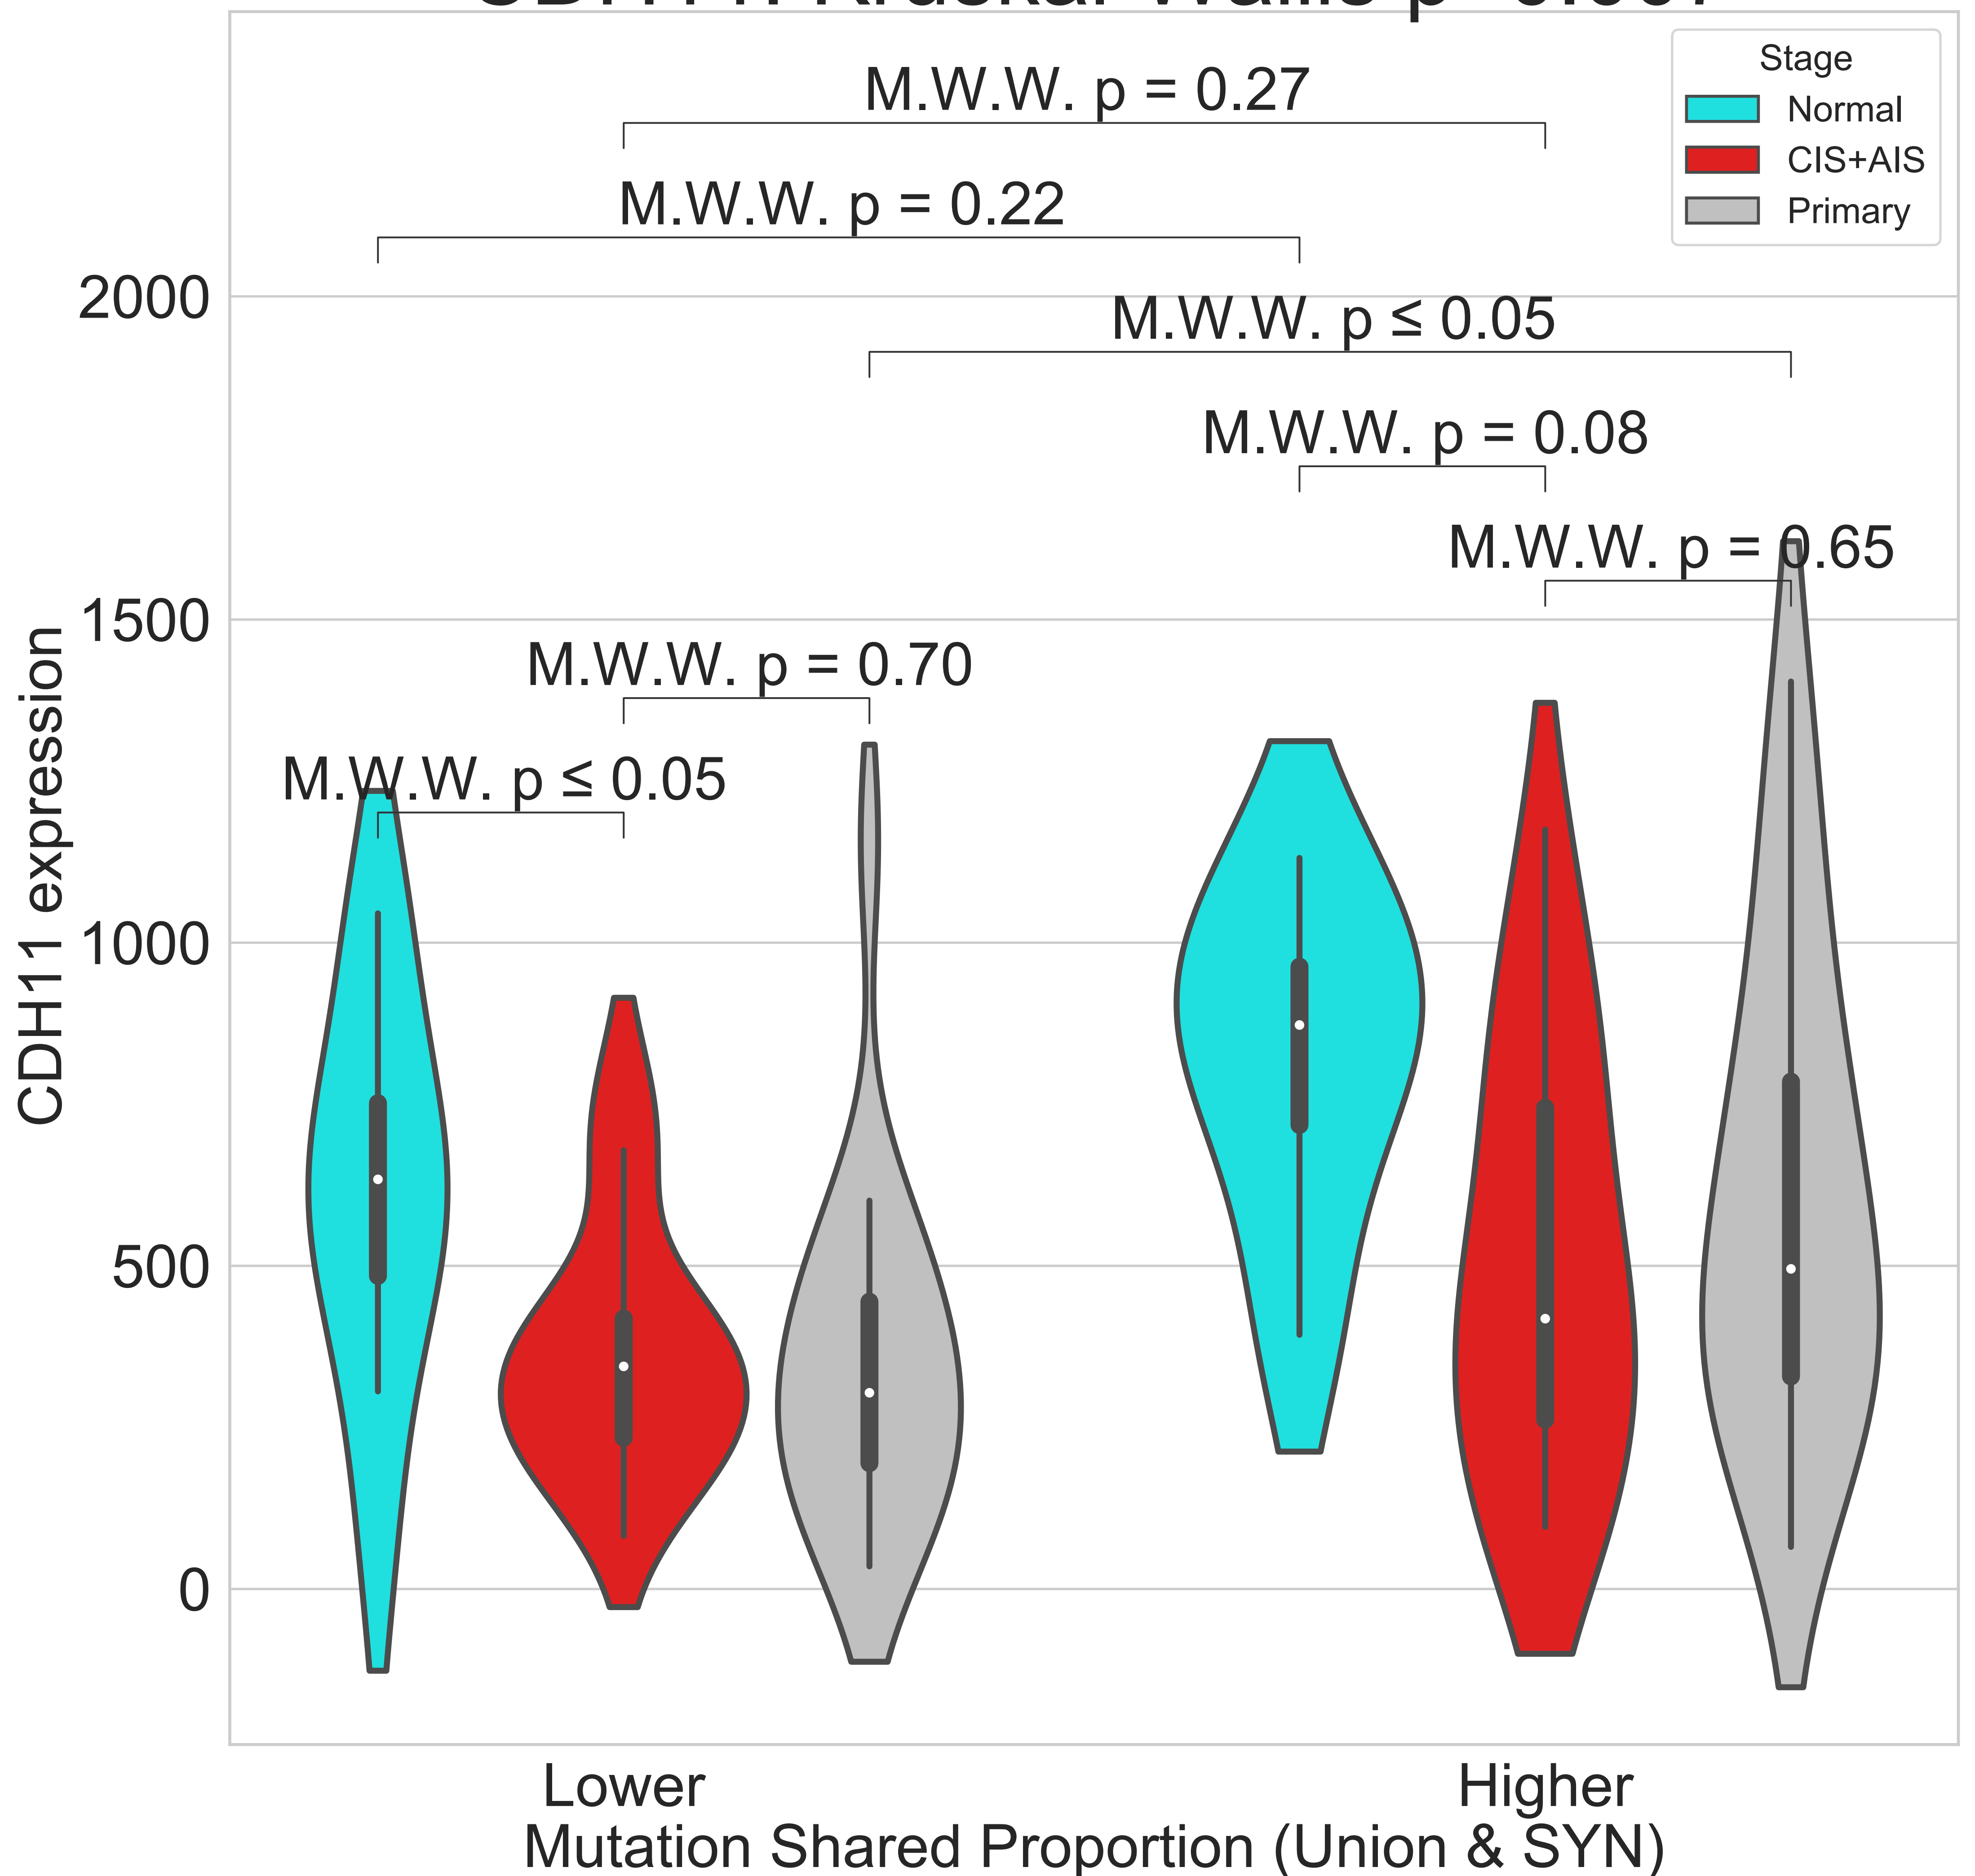 Stage
Normal
CIS+AIS
Primary
M.W.W. p = 0.27
M.W.W. p = 0.22
M.W.W. p ≤ 0.05
M.W.W. p = 0.08
M.W.W. p = 0.65
M.W.W. p = 0.70
M.W.W. p ≤ 0.05
2000
1500
1000
500
0
CDH11 expression
Lower
Higher
Mutation Shared Proportion (Union & SYN)